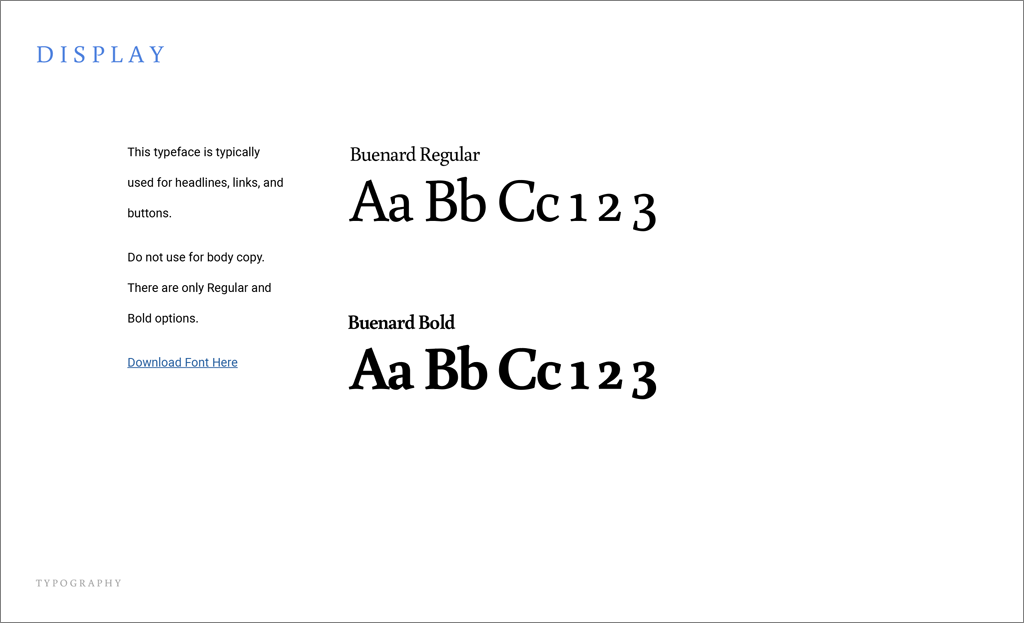 DISPLAY
This typeface is typically
used for headlines, links, and
buttons.
Do not use for body copy.
There are only Regular and
Bold options.
Download Font Here
Buenard Regular
Aa Bb Cc 1 2 3
Buenard Bold
Aa Bb Cc 1 2 3
TYPOGRAPHY